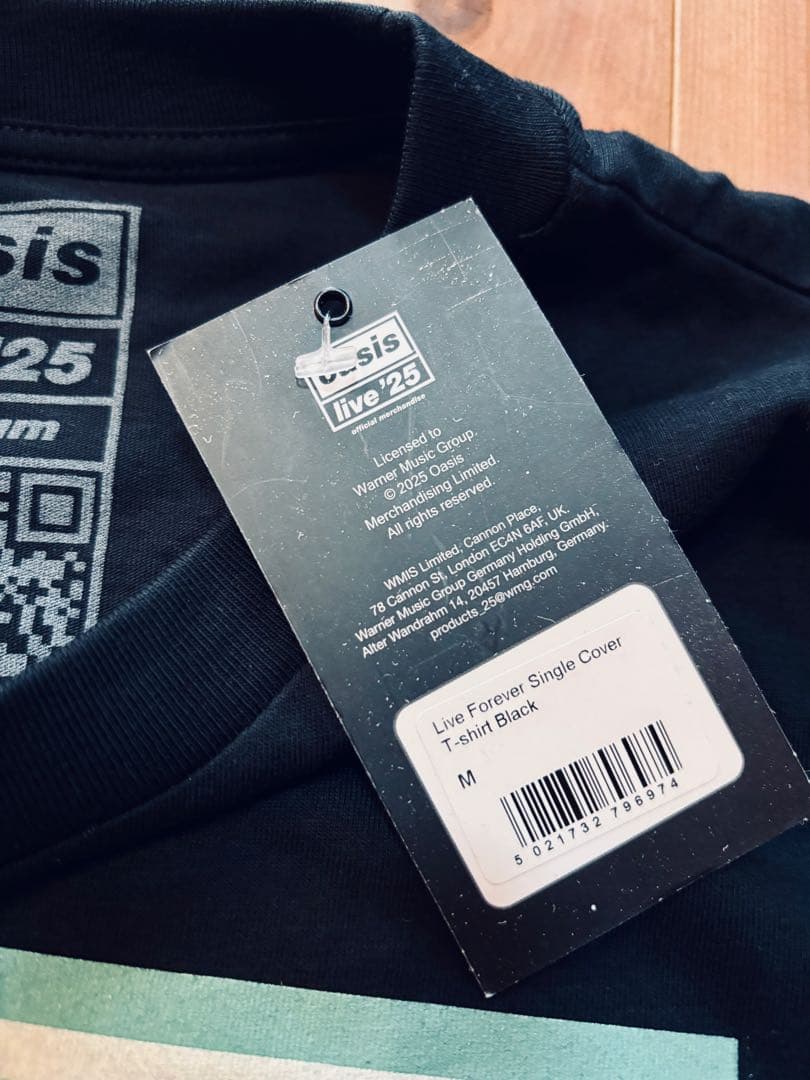 asis
'25
um
oasis
live '25
official merchandise
Licensed to
Warner Music Group.
© 2025 Oasis
Merchandising Limited.
All rights reserved.
WMIS Limited, Cannon Place,
78 Cannon St, London EC4N 6AF, UK.
Warner Music Group Germany Holding GmbH,
Alter Wandrahm 14, 20457 Hamburg, Germany.
products_25@wmg.com
Live Forever Single Cover
T-shirt Black
M
5 021732 796974